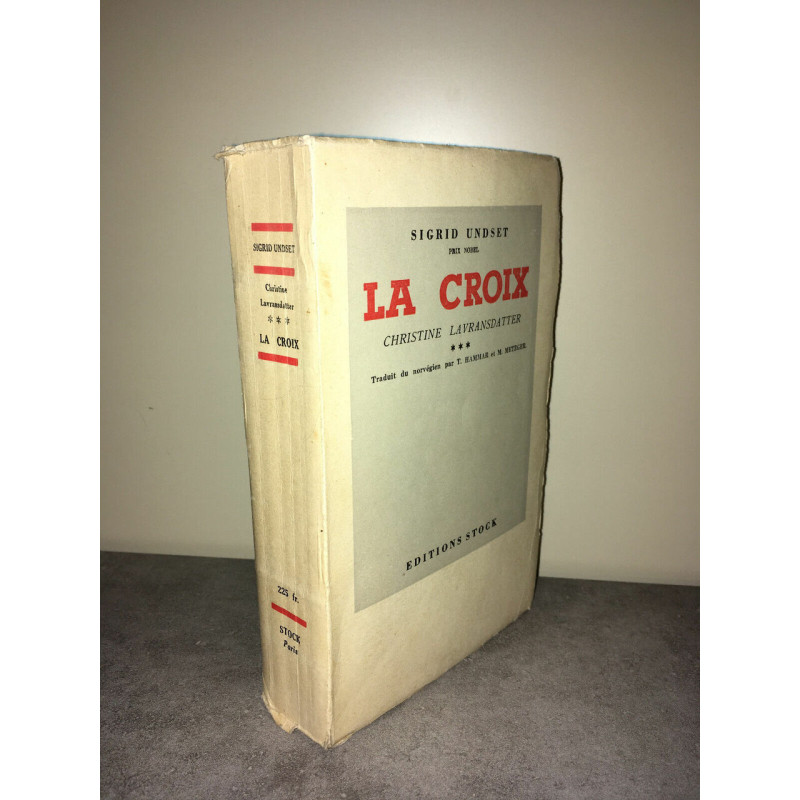 SIGRID UNDSET
Christine
Lavransdatter
***
LA CROIX
225 fr.
STOCK
Paris
SIGRID UNDSET
PRIX NOBEL
LA CROIX
CHRISTINE LAVRANSDATTER
***
Traduit du norvégien par T. HAMMAR et M. METZGER
EDITIONS STOCK